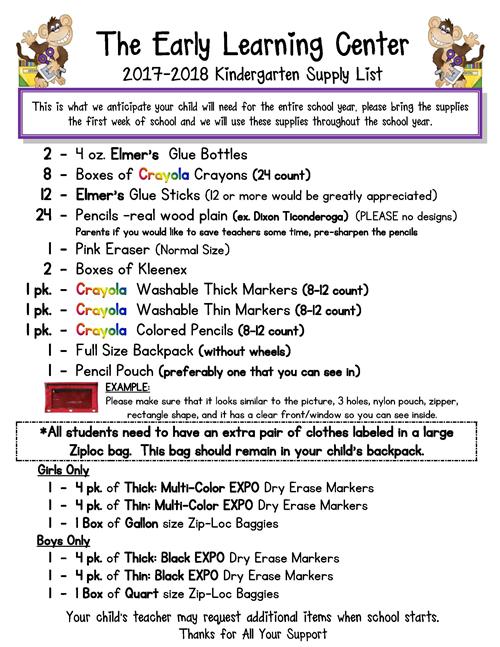 The Early Learning Center
2017-2018 Kindergarten Supply List
This is what we anticipate your child will need for the entire school year, please bring the supplies
the first week of school and we will use these supplies throughout the school year.
2 - 4 oz. Elmer's Glue Bottles
8 - Boxes of Crayola Crayons (24 count)
12 - Elmer's Glue Sticks (12 or more would be greatly appreciated)
24 - Pencils -real wood plain (ex. Dixon Ticonderoga) (PLEASE no designs)
Parents if you would like to save teachers some time, pre-sharpen the pencils
1 - Pink Eraser (Normal Size)
2 - Boxes of Kleenex
1 pk. - Crayola Washable Thick Markers (8-12 count)
1 pk. - Crayola Washable Thin Markers (8-12 count)
1 pk. - Crayola Colored Pencils (8-12 count)
1 - Full Size Backpack (without wheels)
1 - Pencil Pouch (preferably one that you can see in)
EXAMPLE:
Please make sure that it looks similar to the picture, 3 holes, nylon pouch, zipper,
rectangle shape, and it has a clear front/window so you can see inside.
*All students need to have an extra pair of clothes labeled in a large
Ziploc bag. This bag should remain in your child's backpack.
Girls Only
1 - 4 pk. of Thick: Multi-Color EXPO Dry Erase Markers
1 - 4 pk. of Thin: Multi-Color EXPO Dry Erase Markers
1 - 1 Box of Gallon size Zip-Loc Baggies
Boys Only
1 - 4 pk. of Thick: Black EXPO Dry Erase Markers
1 - 4 pk. of Thin: Black EXPO Dry Erase Markers
1 - 1 Box of Quart size Zip-Loc Baggies
Your child's teacher may request additional items when school starts.
Thanks for All Your Support